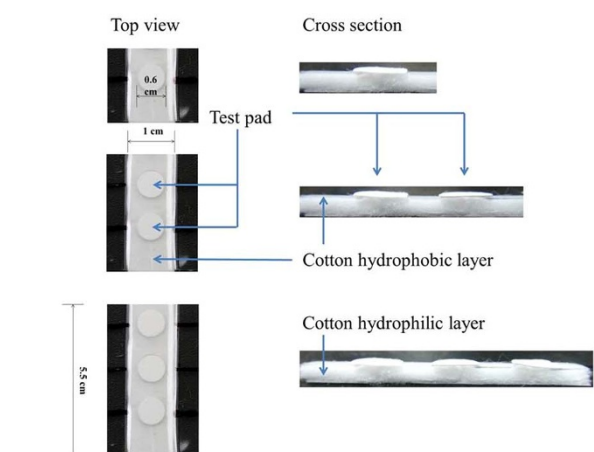 Top view
Cross section
0.6
cm
Test pad
1 cm
Cotton hydrophobic layer
Cotton hydrophilic layer
5.5 cm